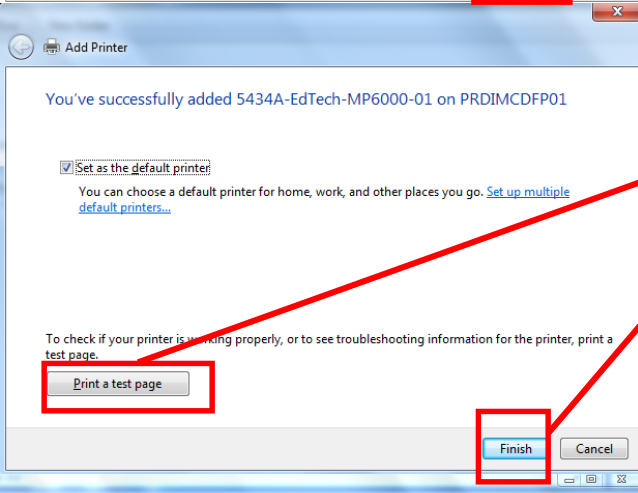 Add Printer
You've successfully added 5434A-EdTech-MP6000-01 on PRDIMCDFP01
Set as the default printer
You can choose a default printer for home, work, and other places you go. Set up multiple
default printers...
To check if your printer is working properly, or to see troubleshooting information for the printer, print a
test page.
Print a test page
Finish Cancel